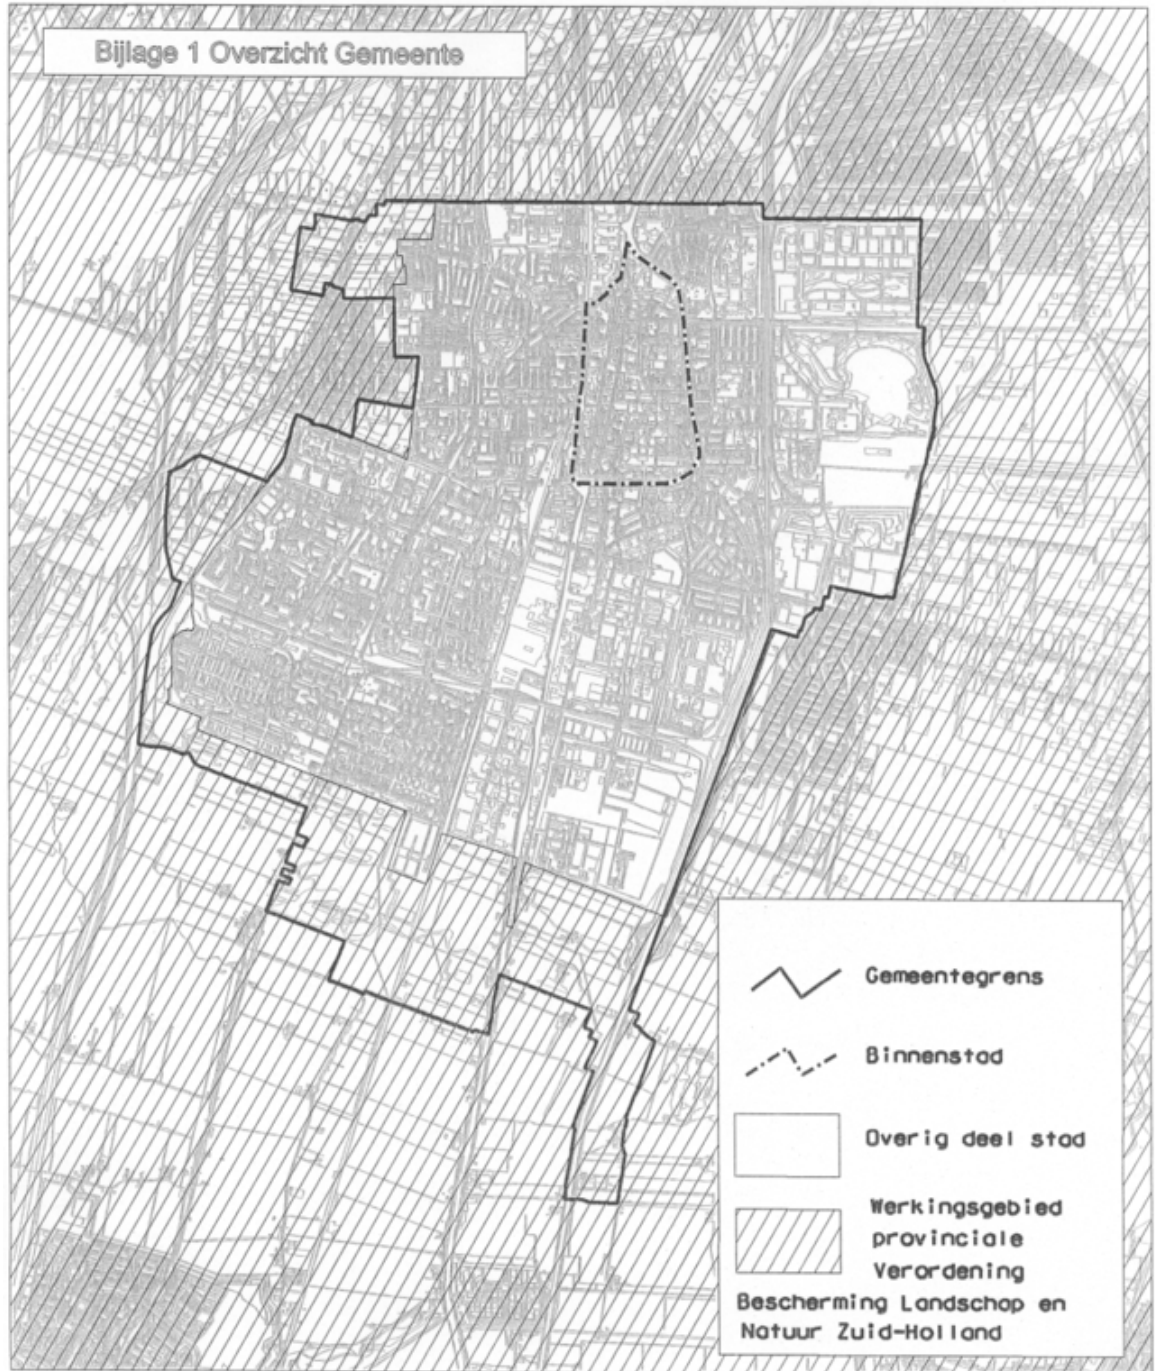 Bijlage 1 Overzicht Gemeente
Gemeentegrens
Binnenstad
Overig deel stad
Werkingsgebied
provinciale
Verordening
Bescherming Landschap en
Natuur Zuid-Holland